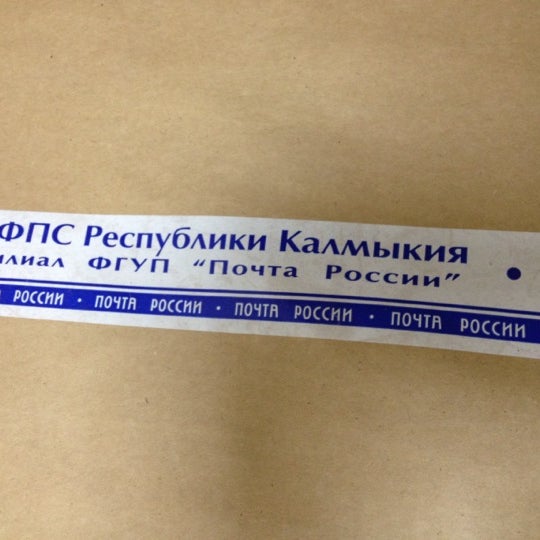 ФПС Республики Калмыкия
илиал ФГУП “Почта России”
РОССИИ · ПОЧТА РОССИИ · ПОЧТА РОССИИ · ПОЧТА РОССИИ